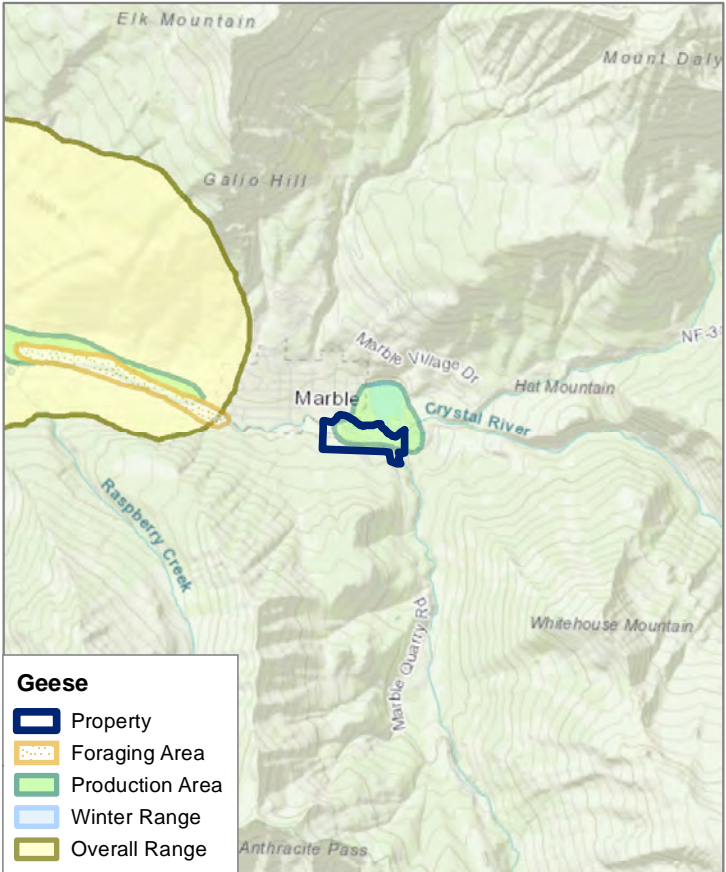 Elk Mountain
Mount Daly
Galio Hill
NF-3
Marble Village Dr
Hat Mountain
Marble
Crystal River
Raspberry Creek
Whitehouse Mountain
Marble Quarry Rd
Anthracite Pass
Geese
Property
Foraging Area
Production Area
Winter Range
Overall Range